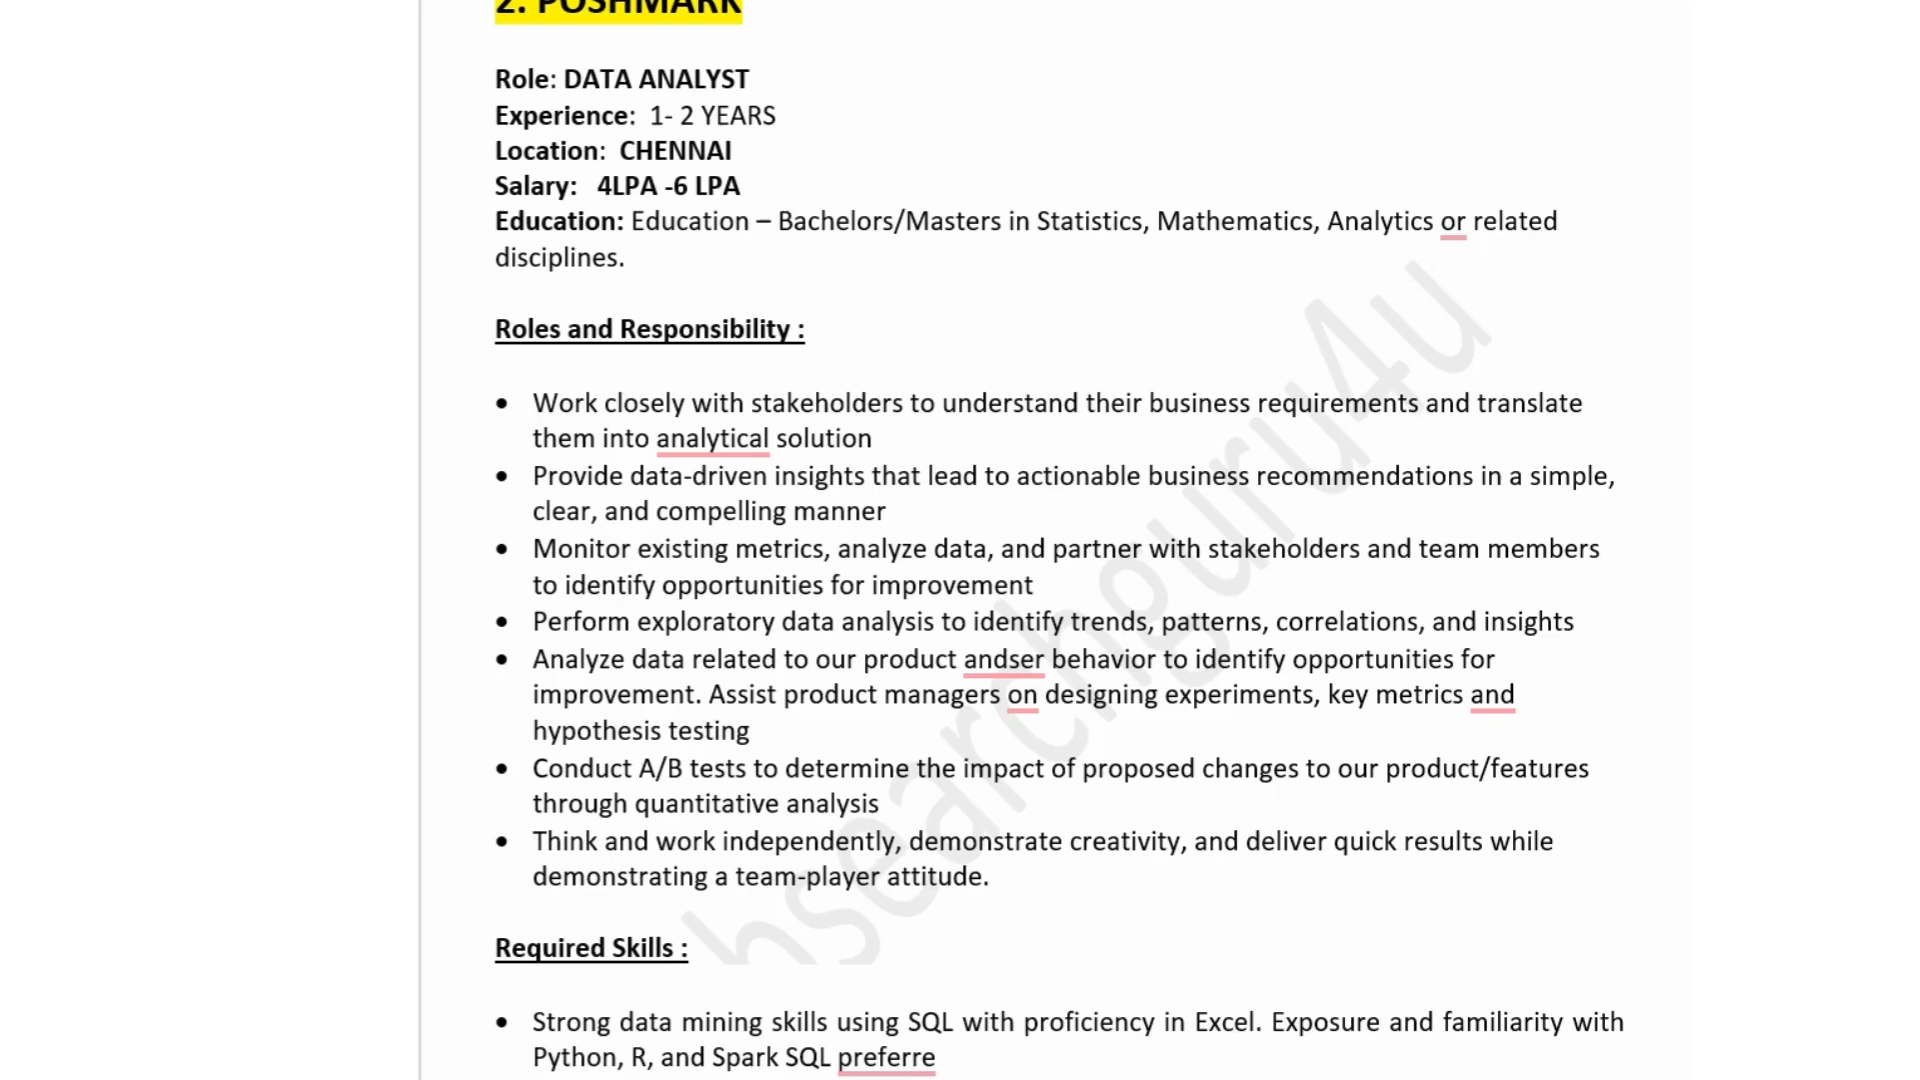 2. POSHMARK
Role: DATA ANALYST
Experience: 1- 2 YEARS
Location: CHENNAI
Salary: 4LPA -6 LPA
Education: Education – Bachelors/Masters in Statistics, Mathematics, Analytics or related
disciplines.
Roles and Responsibility :
• Work closely with stakeholders to understand their business requirements and translate
them into analytical solution
• Provide data-driven insights that lead to actionable business recommendations in a simple,
clear, and compelling manner
• Monitor existing metrics, analyze data, and partner with stakeholders and team members
to identify opportunities for improvement
• Perform exploratory data analysis to identify trends, patterns, correlations, and insights
• Analyze data related to our product andser behavior to identify opportunities for
improvement. Assist product managers on designing experiments, key metrics and
hypothesis testing
• Conduct A/B tests to determine the impact of proposed changes to our product/features
through quantitative analysis
• Think and work independently, demonstrate creativity, and deliver quick results while
demonstrating a team-player attitude.
Required Skills :
• Strong data mining skills using SQL with proficiency in Excel. Exposure and familiarity with
Python, R, and Spark SQL preferre
hsearchguru4u